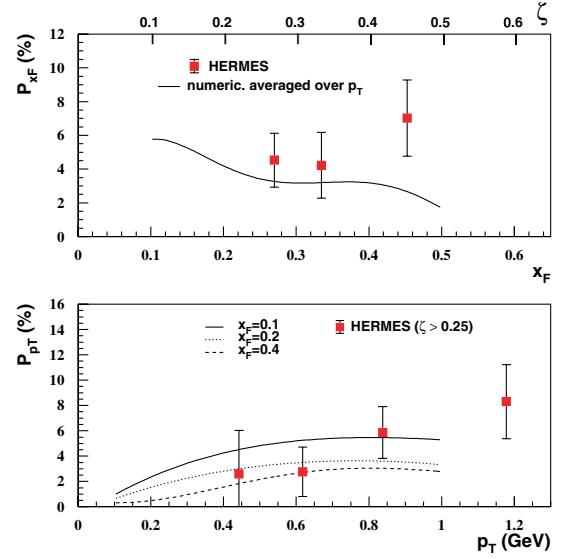 0.1 0.2 0.3 0.4 0.5 ζ
P_xF (%)
12
10
8
6
4
2
0
HERMES
numeric. averaged over p_T
0 0.1 0.2 0.3 0.4 0.5 0.6
x_F
P_pT (%)
16
14
12
10
8
6
4
2
0
x_F=0.1
x_F=0.2
x_F=0.4
HERMES (ζ > 0.25)
0 0.2 0.4 0.6 0.8 1 1.2
p_T (GeV)